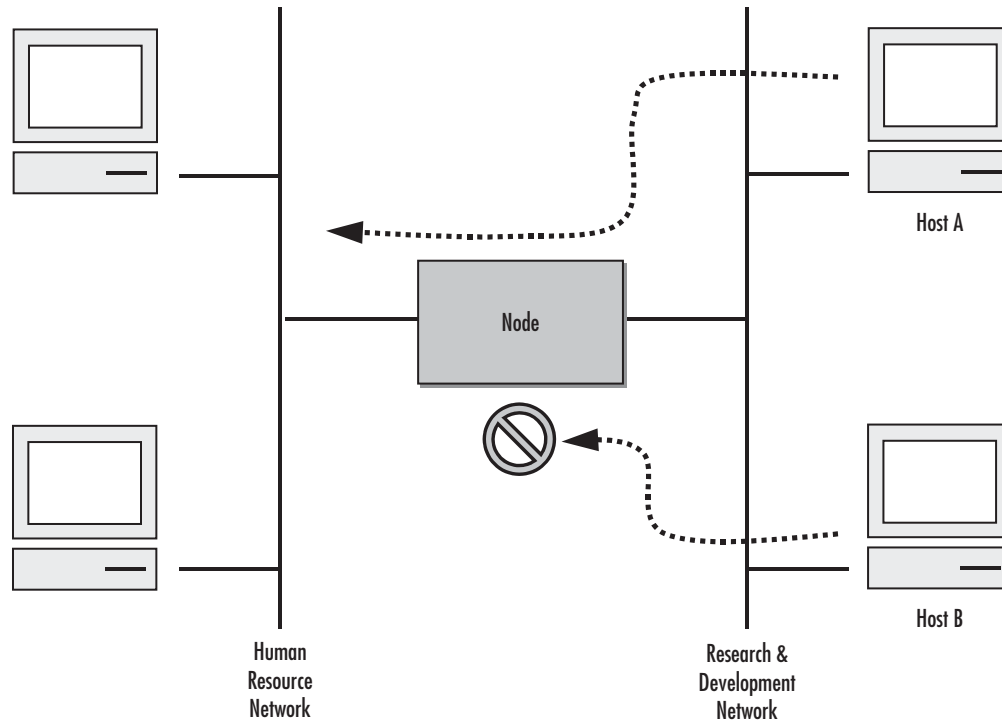 Host A
Node
Host B
Human
Resource
Network
Research &
Development
Network